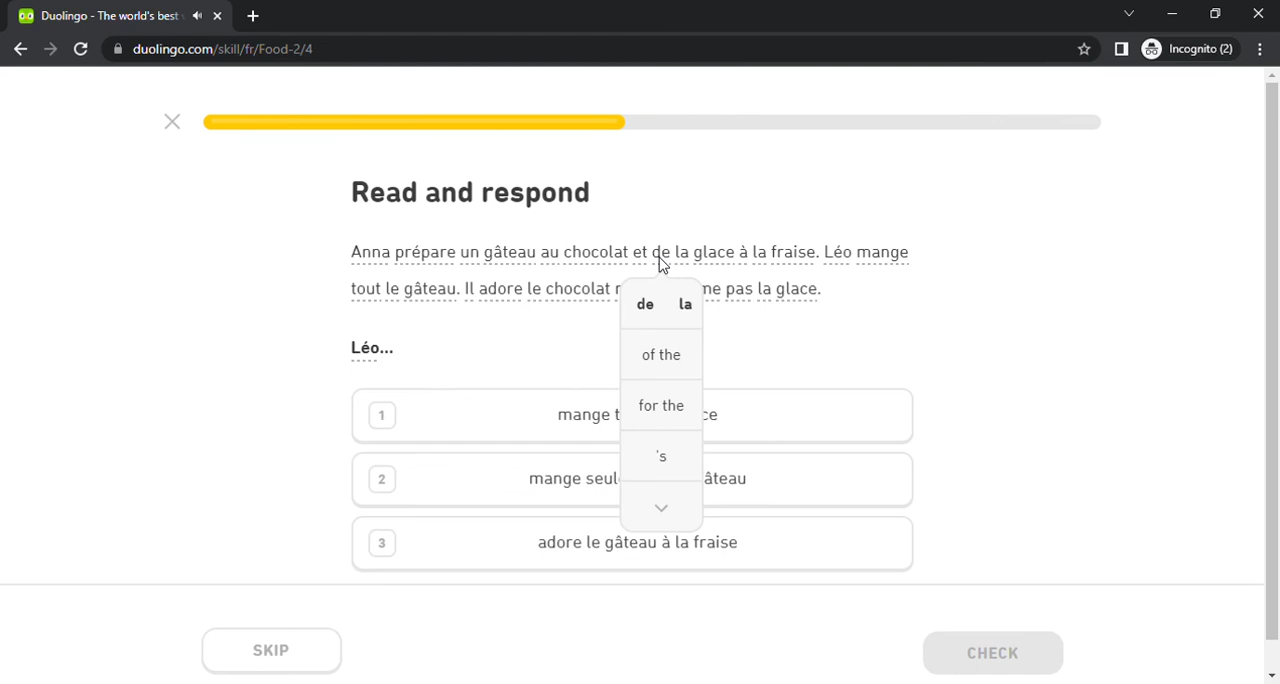 Duolingo - The world's best
duolingo.com/skill/fr/Food-2/4
Incognito (2)
Read and respond
Anna prépare un gâteau au chocolat et de la glace à la fraise. Léo mange
tout le gâteau. Il adore le chocolat me pas la glace.
de la
of the
for the
's
Léo...
1 mange t ce
2 mange seul âteau
3 adore le gâteau à la fraise
SKIP
CHECK